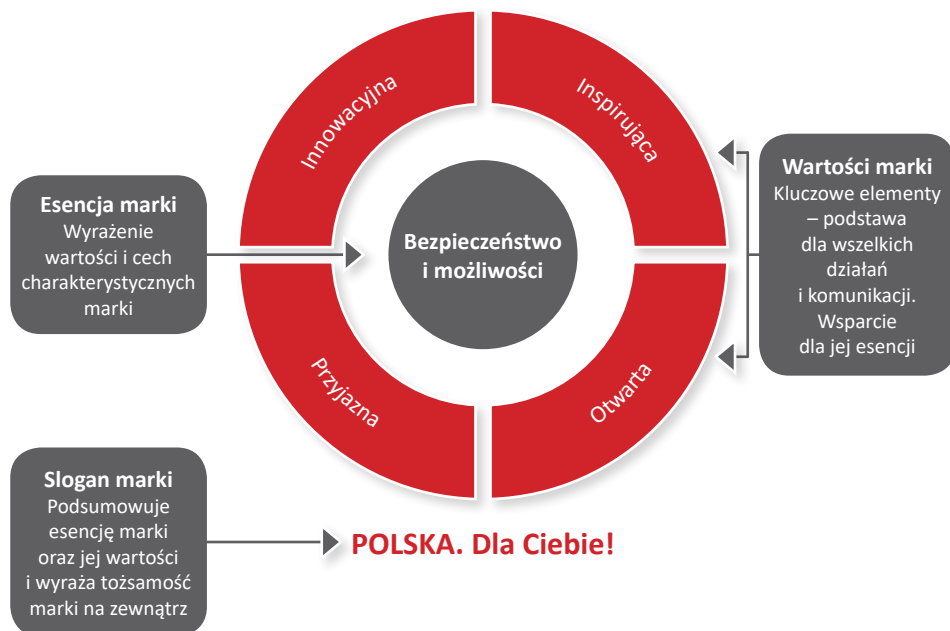 Innowacyjna
Inspirująca
Przyjazna
Otwarta
Bezpieczeństwo
i możliwości
Esencja marki
Wyrażenie
wartości i cech
charakterystycznych
marki
Wartości marki
Kluczowe elementy
– podstawa
dla wszelkich
działań
i komunikacji.
Wsparcie
dla jej esencji
Slogan marki
Podsumowuje
esencję marki
oraz jej wartości
i wyraża tożsamość
marki na zewnątrz
POLSKA. Dla Ciebie!